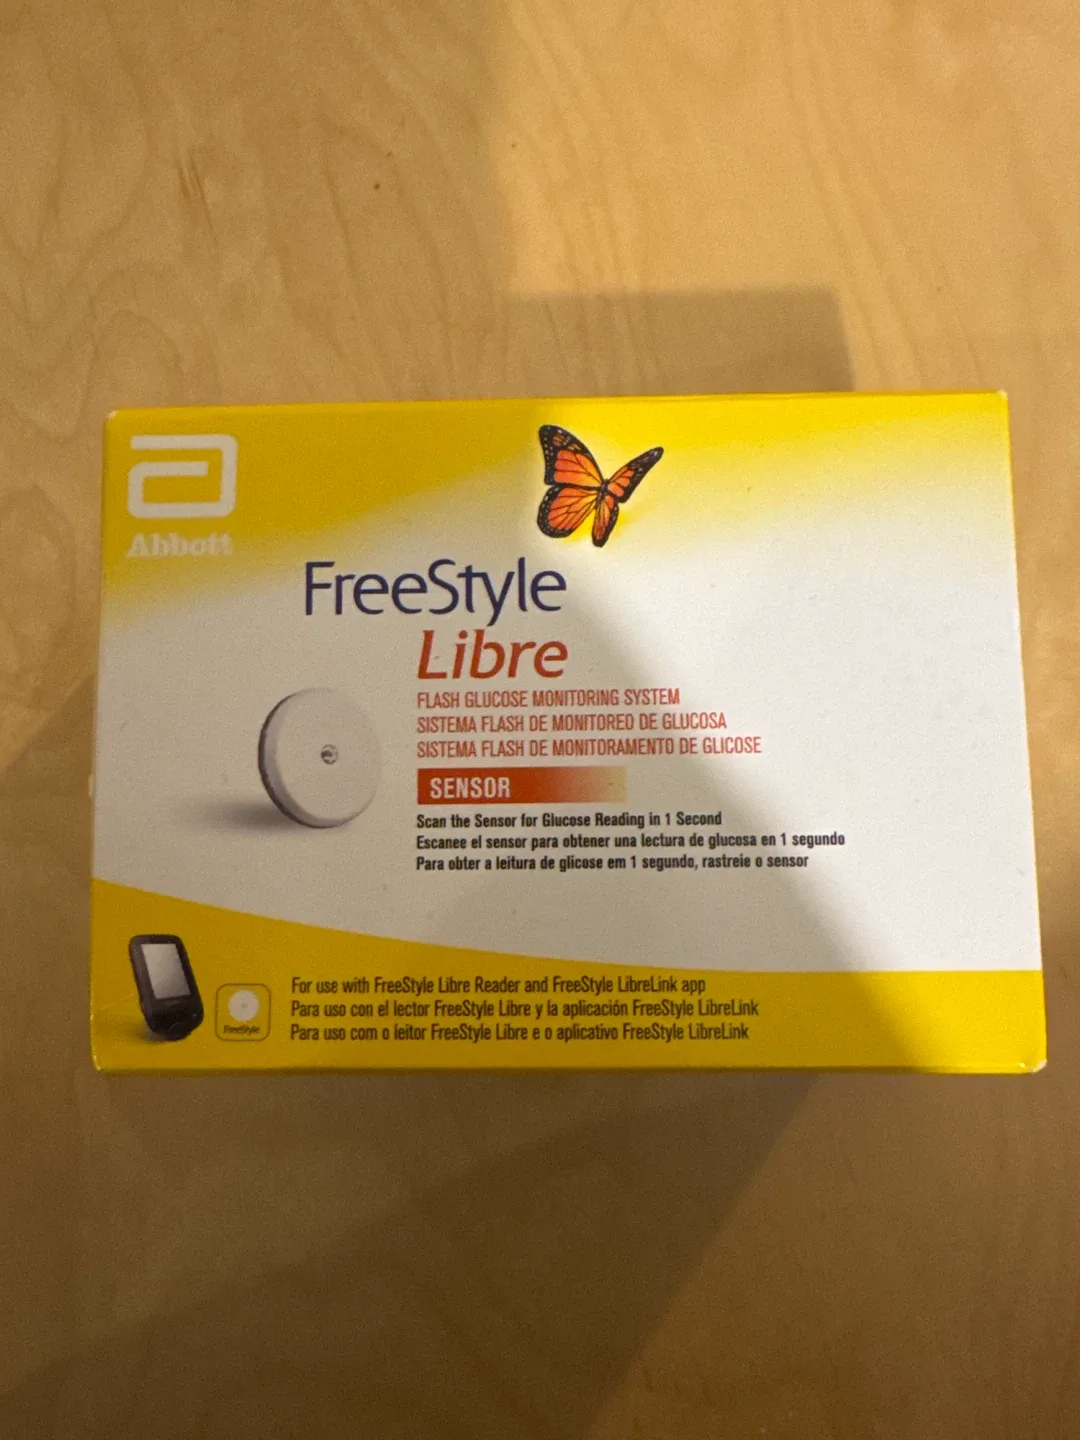 Abbott
FreeStyle
Libre
FLASH GLUCOSE MONITORING SYSTEM
SISTEMA FLASH DE MONITOREO DE GLUCOSA
SISTEMA FLASH DE MONITORAMENTO DE GLICOSE
SENSOR
Scan the Sensor for Glucose Reading in 1 Second
Escanee el sensor para obtener una lectura de glucosa en 1 segundo
Para obter a leitura de glicose em 1 segundo, rastreie o sensor
For use with FreeStyle Libre Reader and FreeStyle LibreLink app
Para uso con el lector FreeStyle Libre y la aplicación FreeStyle LibreLink
Para uso com o leitor FreeStyle Libre e o aplicativo FreeStyle LibreLink
FreeStyle